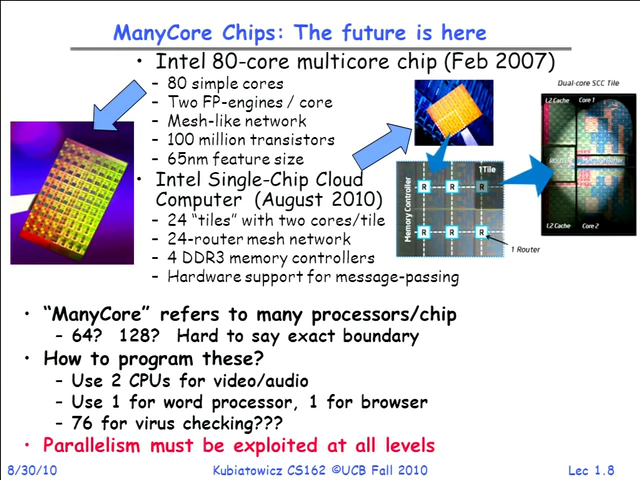 ManyCore Chips: The future is here
• Intel 80-core multicore chip (Feb 2007)
– 80 simple cores
– Two FP-engines / core
– Mesh-like network
– 100 million transistors
– 65nm feature size
• Intel Single-Chip Cloud
Computer (August 2010)
– 24 “tiles” with two cores/tile
– 24-router mesh network
– 4 DDR3 memory controllers
– Hardware support for message-passing
Dual-core SCC Tile
L2 Cache
Core 1
ROUTER
L2 Cache
Core 2
1Tile
Memory Controller
R R R
R R R
1 Router
• “ManyCore” refers to many processors/chip
– 64? 128? Hard to say exact boundary
• How to program these?
– Use 2 CPUs for video/audio
– Use 1 for word processor, 1 for browser
– 76 for virus checking???
• Parallelism must be exploited at all levels
8/30/10
Kubiatowicz CS162 ©UCB Fall 2010
Lec 1.8